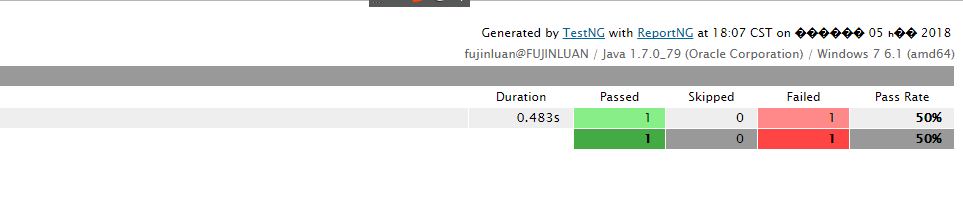 Generated by TestNG with ReportNG at 18:07 CST on ������ 05 һ�� 2018
fujinluan@FUJINLUAN / Java 1.7.0_79 (Oracle Corporation) / Windows 7 6.1 (amd64)
Duration Passed Skipped Failed Pass Rate
0.483s 1 0 1 50%
1 0 1 50%